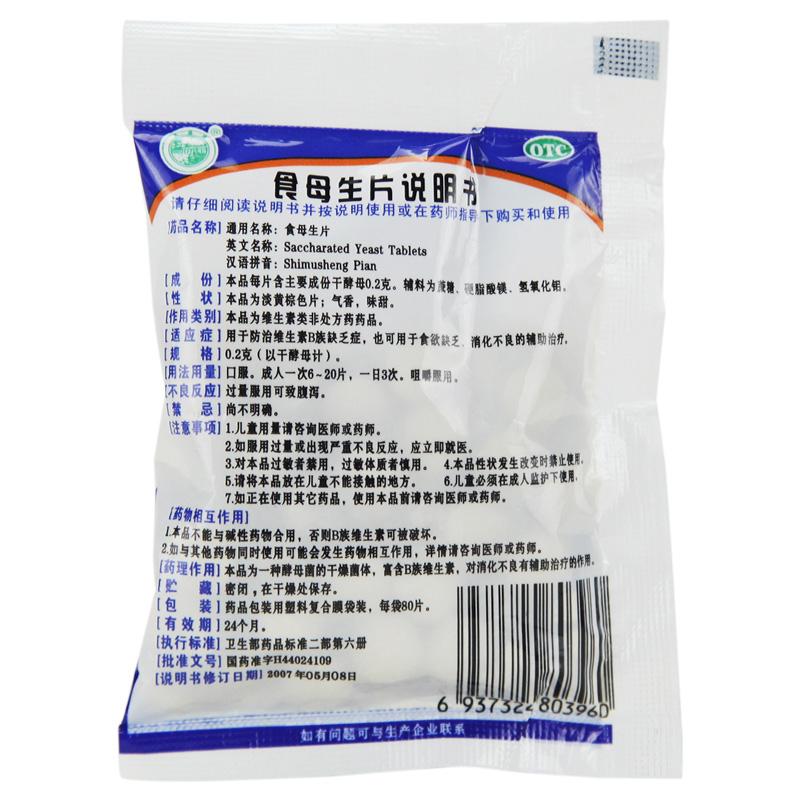 OTC
食母生片说明书
请仔细阅读说明书并按说明使用或在药师指导下购买和使用
[药品名称] 通用名称：食母生片
英文名称：Saccharated Yeast Tablets
汉语拼音：Shimusheng Pian
[成 份] 本品每片含主要成份干酵母0.2克。辅料为蔗糖、硬脂酸镁、氢氧化铝。
[性 状] 本品为淡黄棕色片；气香，味甜。
[作用类别] 本品为维生素类非处方药药品。
[适应症] 用于防治维生素B族缺乏症，也可用于食欲缺乏、消化不良的辅助治疗。
[规 格] 0.2克（以干酵母计）。
[用法用量] 口服。成人一次6~20片，一日3次。咀嚼服用。
[不良反应] 过量服用可致腹泻。
[禁 忌] 尚不明确。
[注意事项] 1.儿童用量请咨询医师或药师。
2.如服用过量或出现严重不良反应，应立即就医。
3.对本品过敏者禁用，过敏体质者慎用。 4.本品性状发生改变时禁止使用。
5.请将本品放在儿童不能接触的地方。 6.儿童必须在成人监护下使用。
7.如正在使用其它药品，使用本品前请咨询医师或药师。
[药物相互作用]
1.本品不能与碱性药物合用，否则B族维生素可被破坏。
2.如与其他药物同时使用可能会发生药物相互作用，详情请咨询医师或药师。
[药理作用] 本品为一种酵母菌的干燥菌体，富含B族维生素，对消化不良有辅助治疗的作用。
[贮 藏] 密闭，在干燥处保存。
[包 装] 药品包装用塑料复合膜袋装，每袋80片。
[有效期] 24个月。
[执行标准] 卫生部药品标准二部第六册
[批准文号] 国药准字H44024109
[说明书修订日期] 2007年05月08日
6 937324 803960
如有问题可与生产企业联系